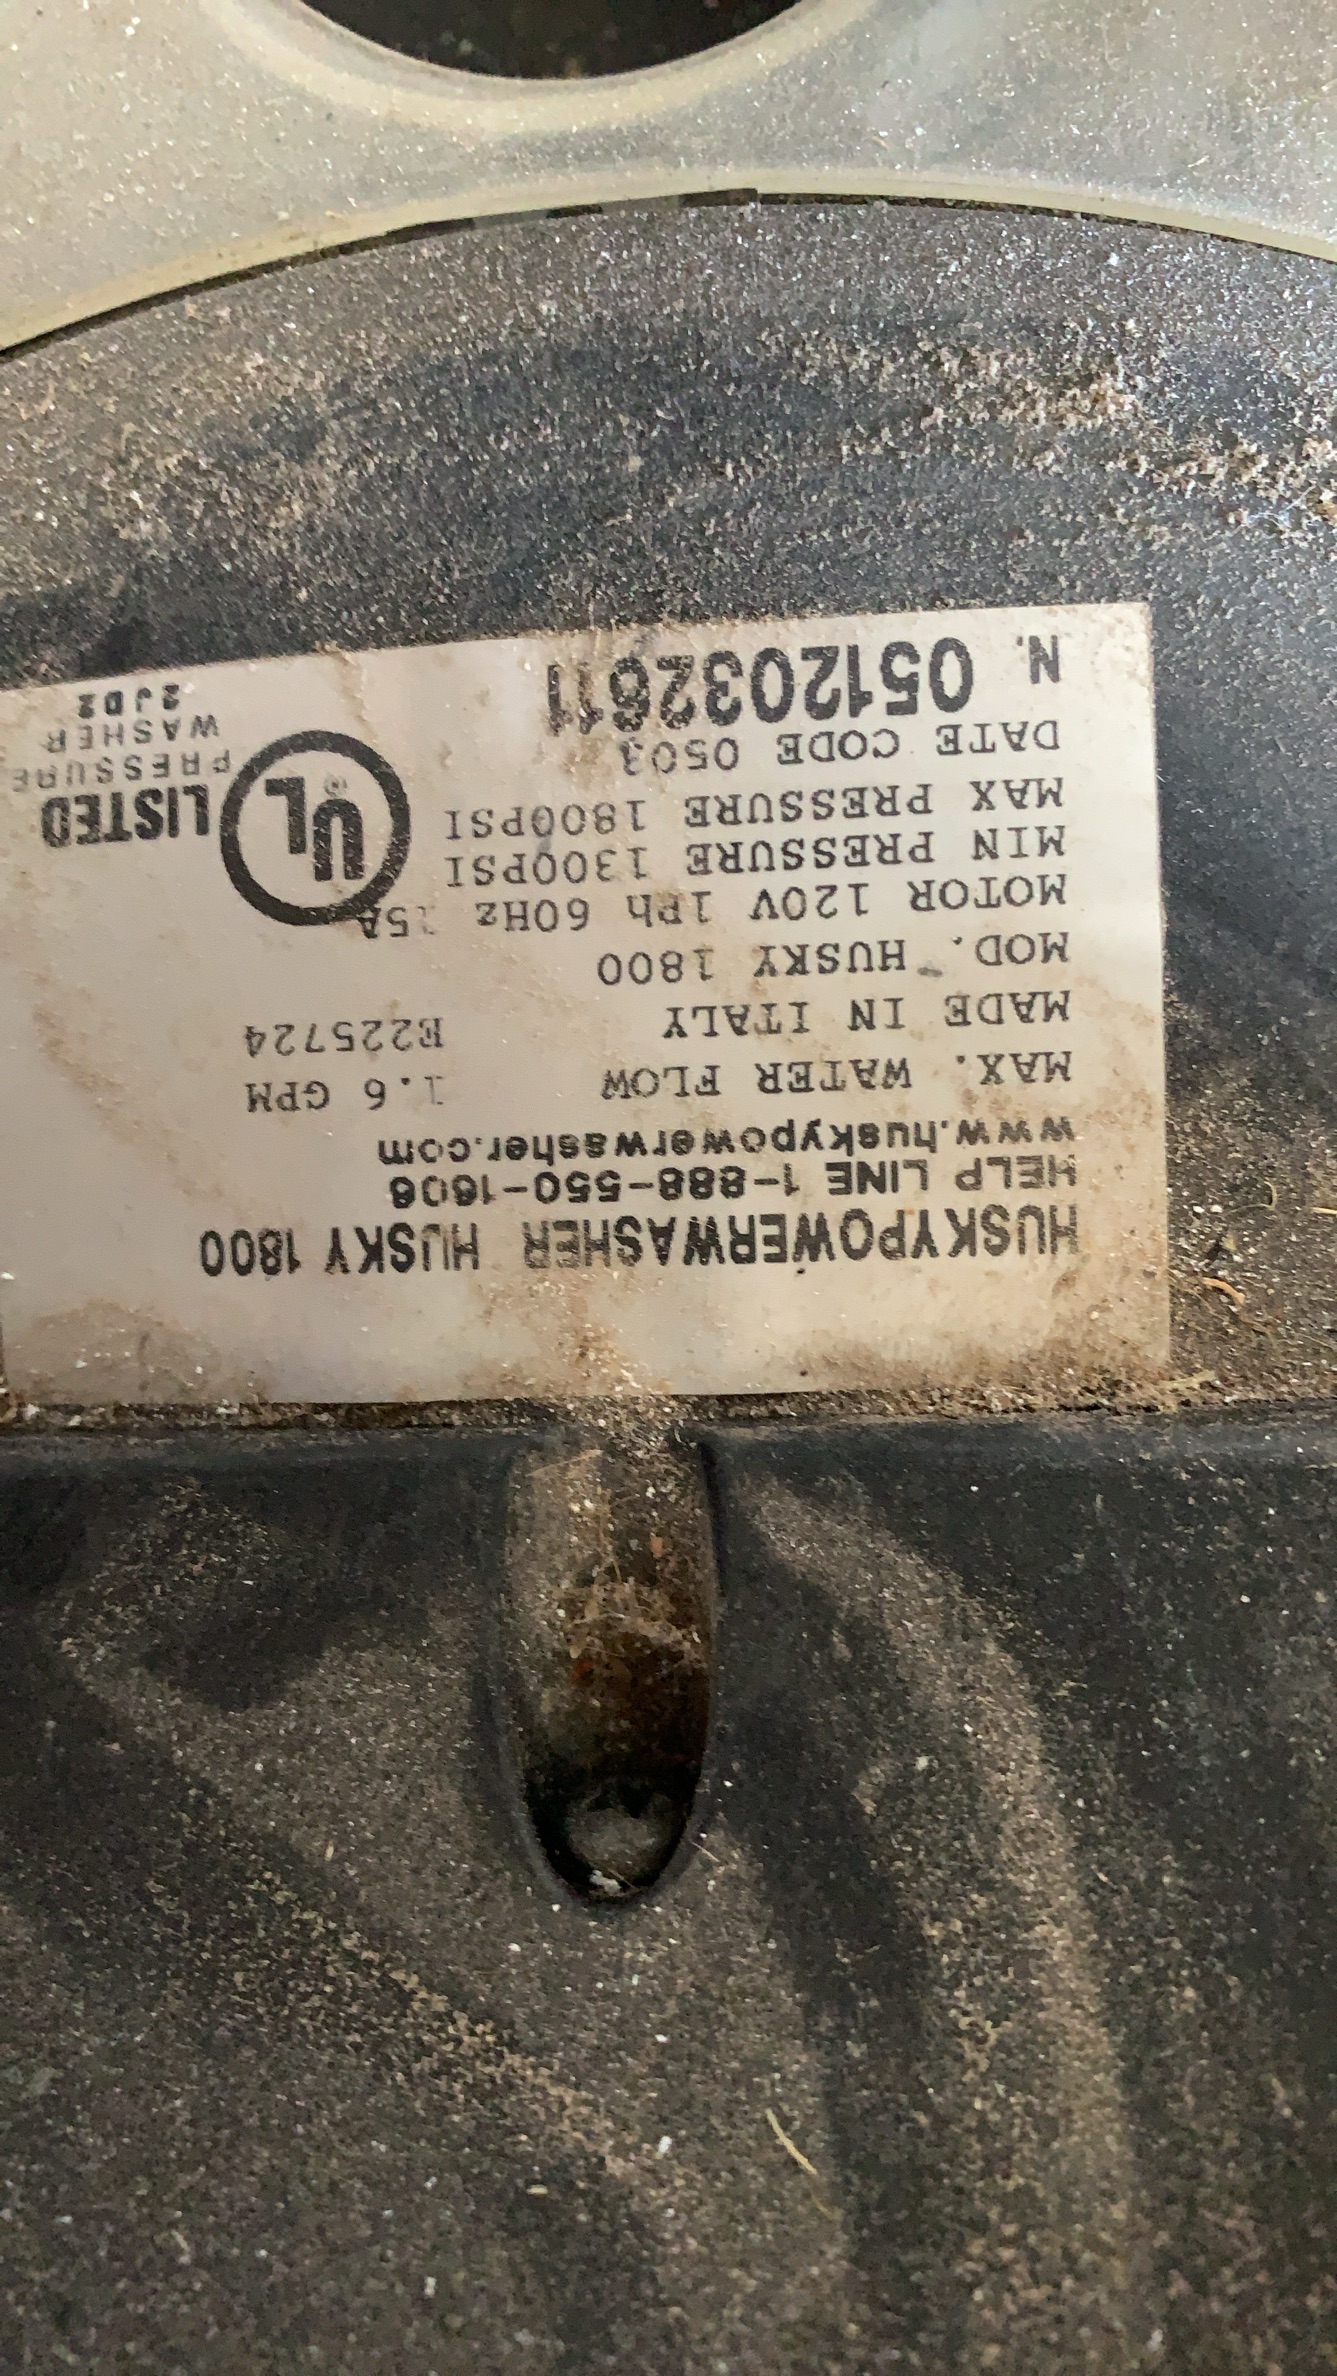 HUSKYPOWERWASHER HUSKY 1800
HELP LINE 1-888-550-1608
www.huskypowerwasher.com
MAX. WATER FLOW 1.6 GPM
MADE IN ITALY E225724
MOD. HUSKY 1800
MOTOR 120V 1Ph 60Hz 15A
MIN PRESSURE 1300PSI
MAX PRESSURE 1800PSI
DATE CODE 0503
N. 0512032611
UL ® LISTED
PRESSURE
WASHER
2JD2